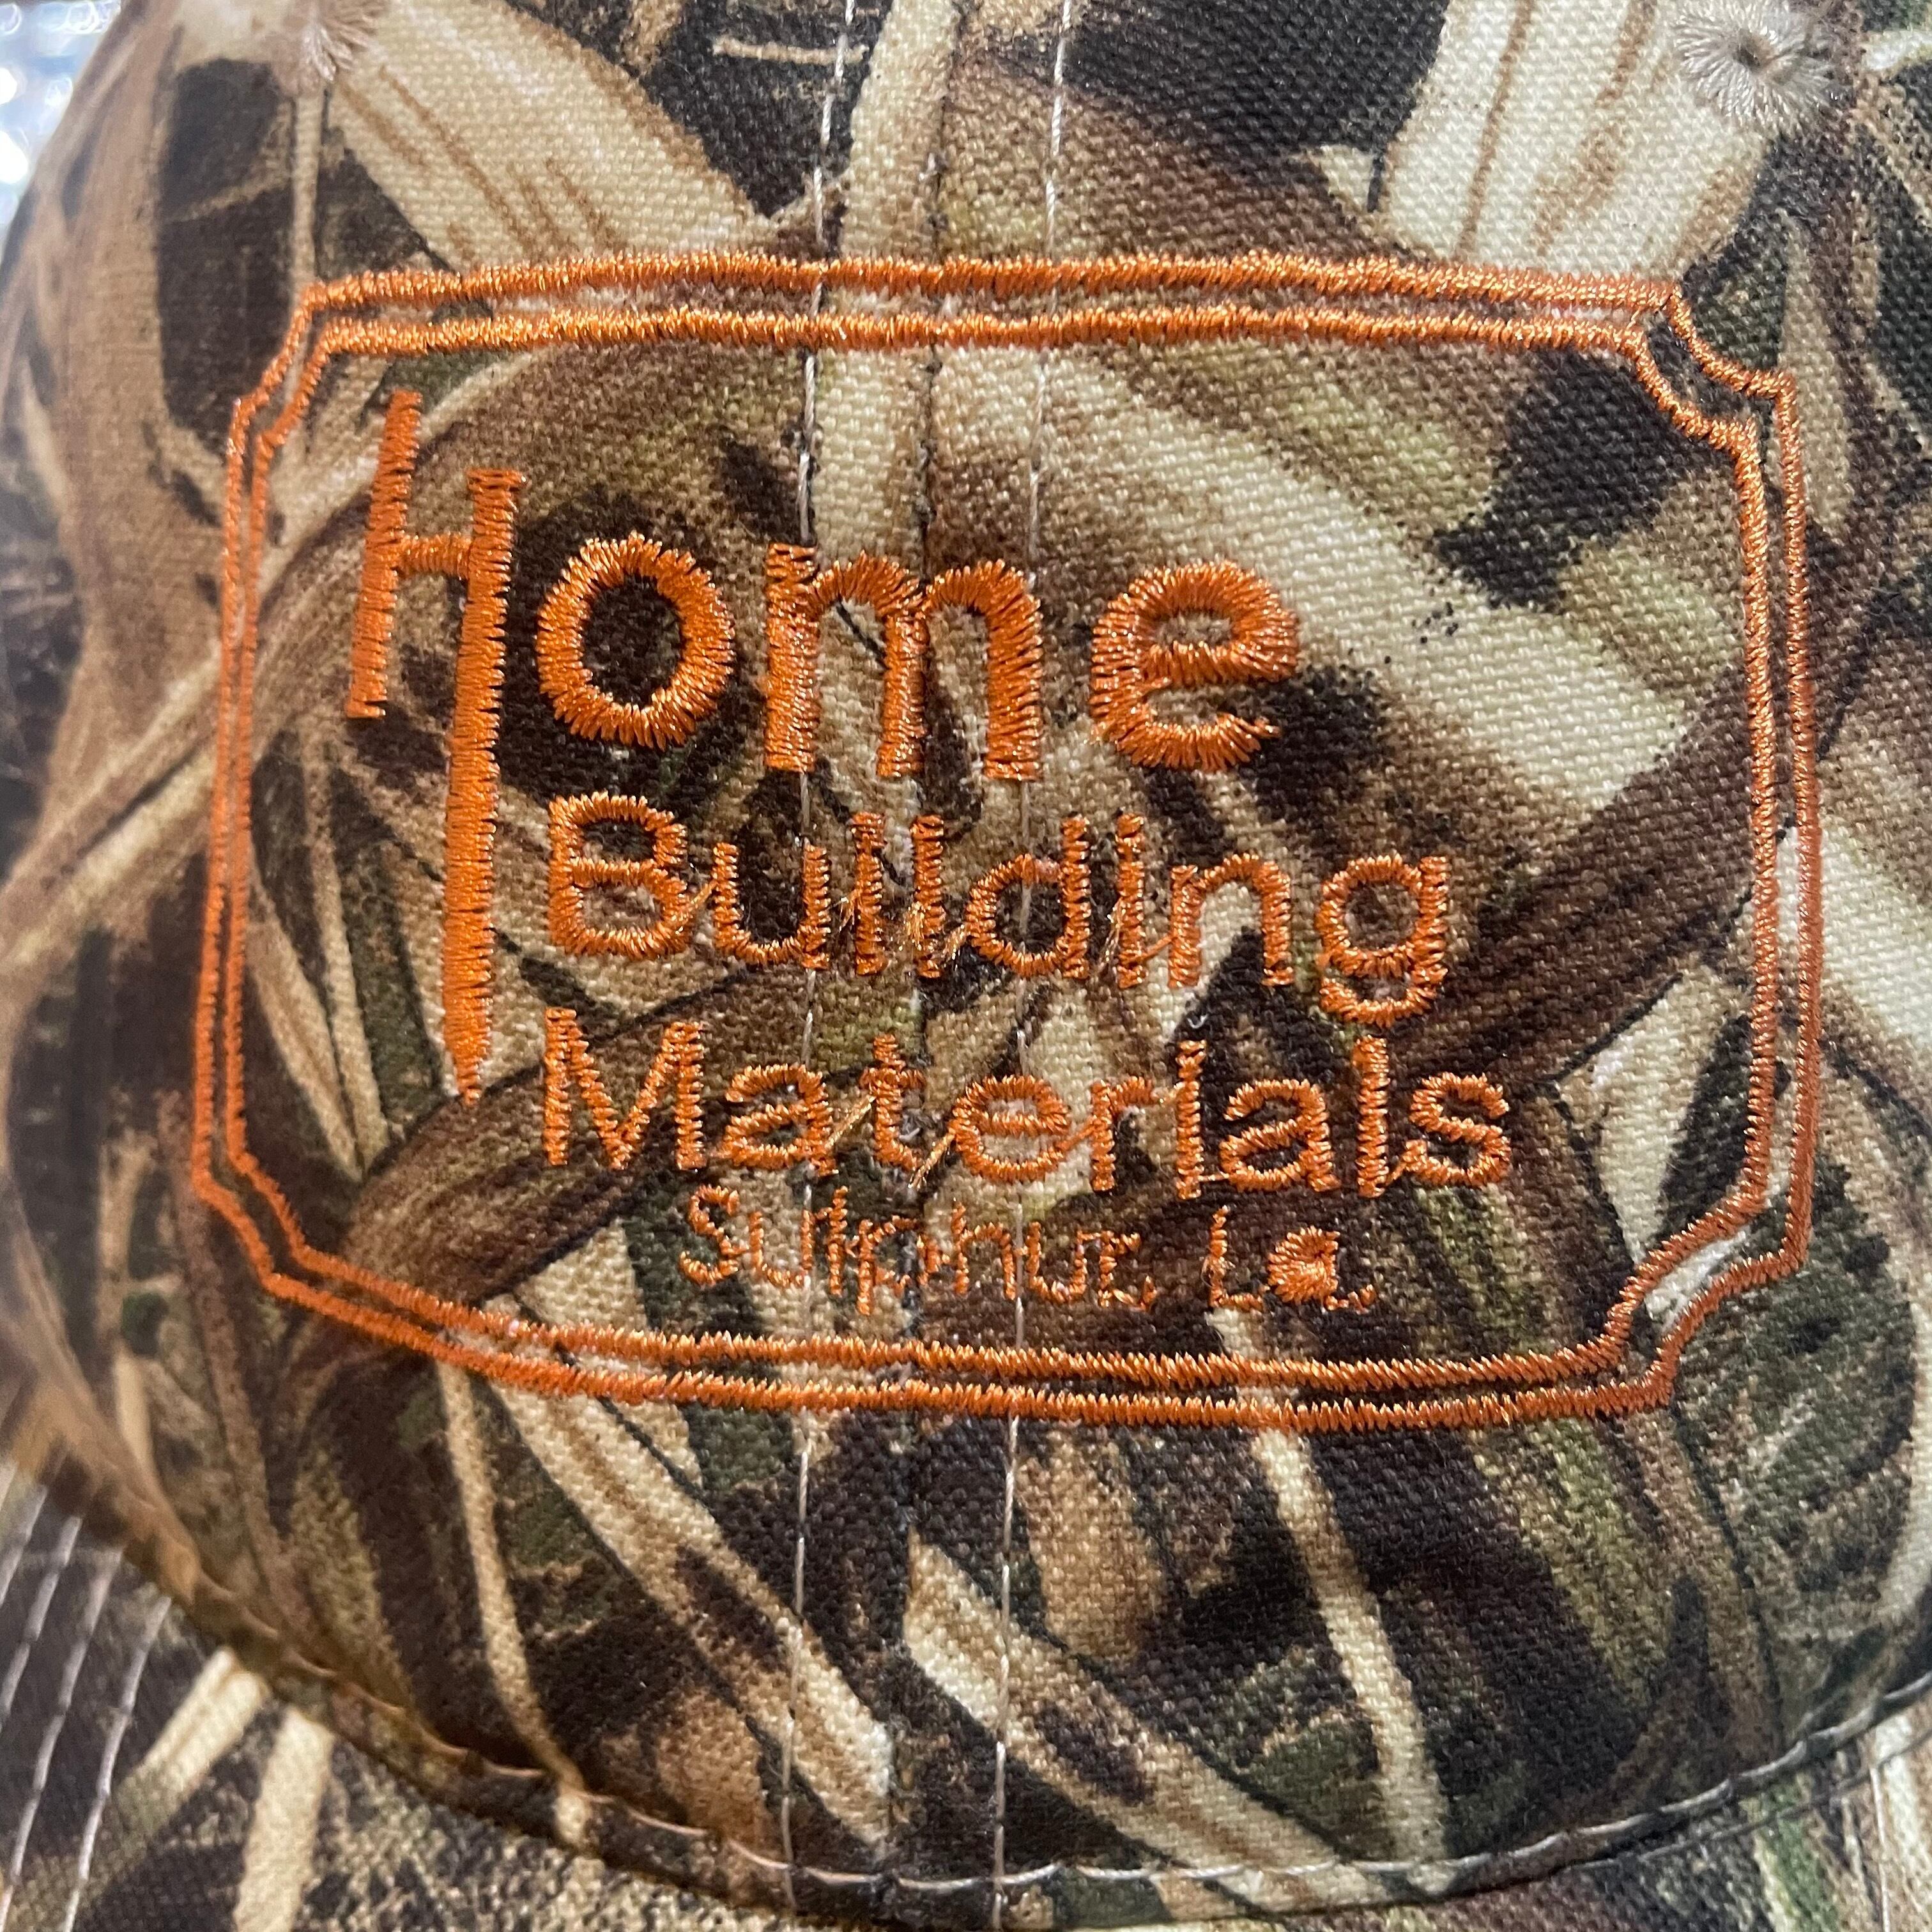 Home
Building
Materials
Sulphur, La.